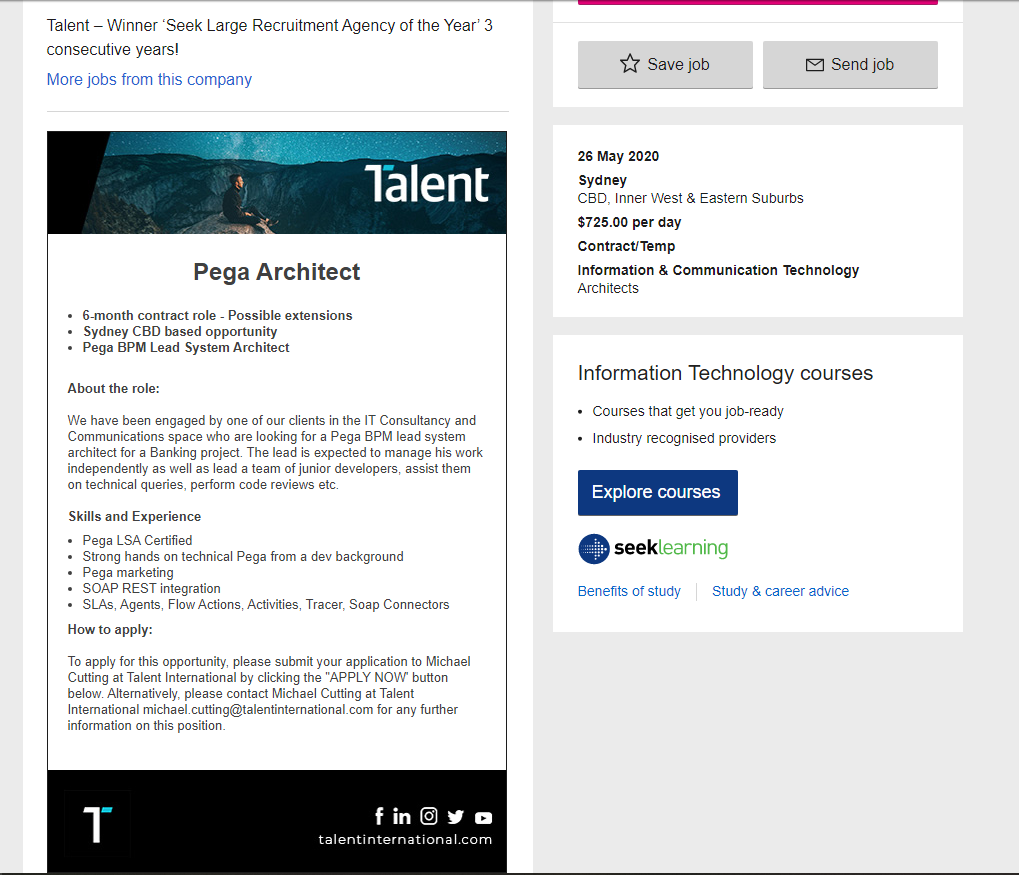 Talent – Winner ‘Seek Large Recruitment Agency of the Year’ 3
consecutive years!
More jobs from this company
Talent
Pega Architect
• 6-month contract role - Possible extensions
• Sydney CBD based opportunity
• Pega BPM Lead System Architect
About the role:
We have been engaged by one of our clients in the IT Consultancy and
Communications space who are looking for a Pega BPM lead system
architect for a Banking project. The lead is expected to manage his work
independently as well as lead a team of junior developers, assist them
on technical queries, perform code reviews etc.
Skills and Experience
• Pega LSA Certified
• Strong hands on technical Pega from a dev background
• Pega marketing
• SOAP REST integration
• SLAs, Agents, Flow Actions, Activities, Tracer, Soap Connectors
How to apply:
To apply for this opportunity, please submit your application to Michael
Cutting at Talent International by clicking the "APPLY NOW' button
below. Alternatively, please contact Michael Cutting at Talent
International michael.cutting@talentinternational.com for any further
information on this position.
T
talentinternational.com
Save job
Send job
26 May 2020
Sydney
CBD, Inner West & Eastern Suburbs
$725.00 per day
Contract/Temp
Information & Communication Technology
Architects
Information Technology courses
• Courses that get you job-ready
• Industry recognised providers
Explore courses
seeklearning
Benefits of study
Study & career advice